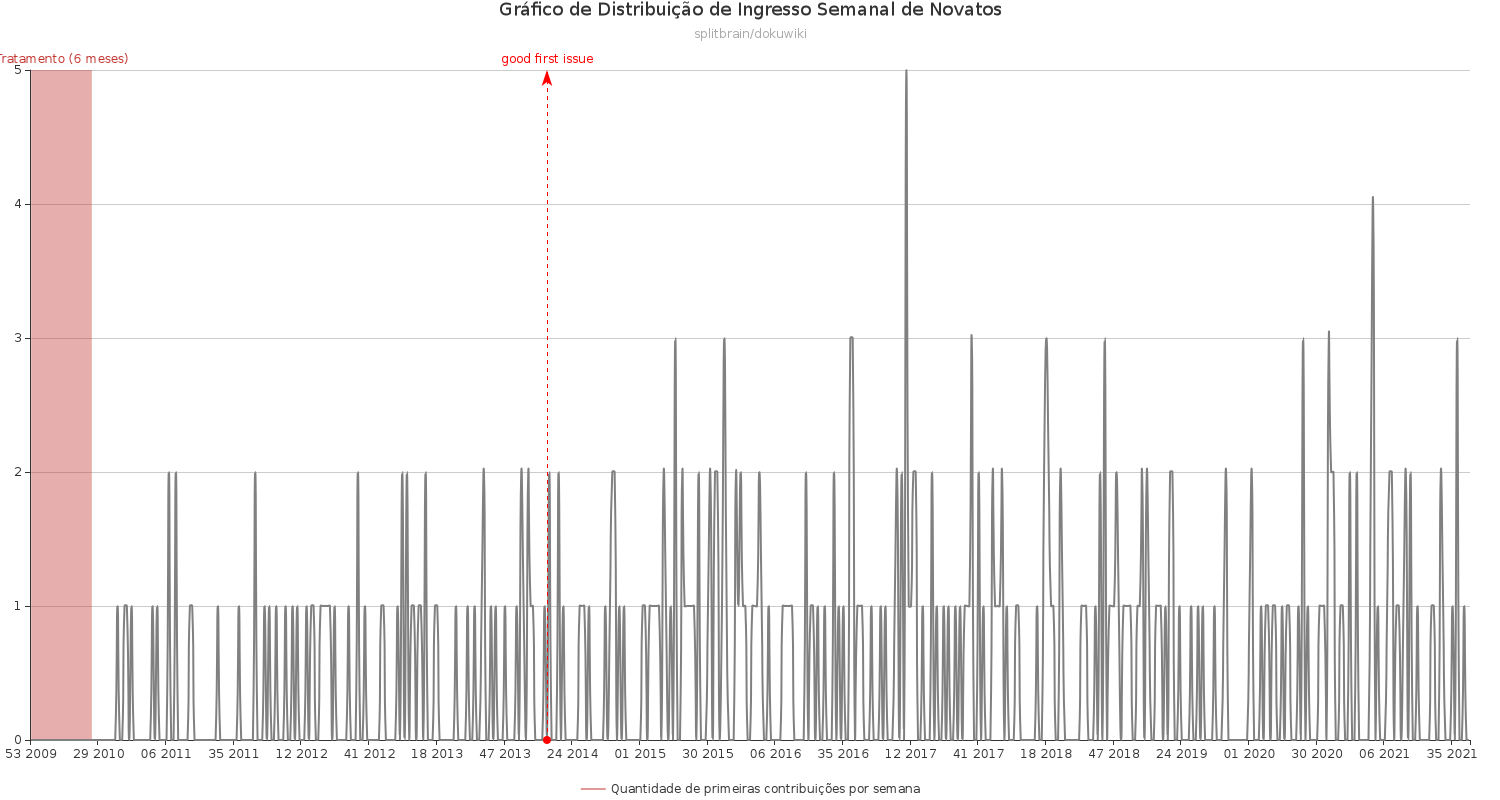 Gráfico de Distribuição de Ingresso Semanal de Novatos
splitbrain/dokuwiki
Tratamento (6 meses)
good first issue
5
4
3
2
1
0
53 2009 29 2010 06 2011 35 2011 12 2012 41 2012 18 2013 47 2013 24 2014 01 2015 30 2015 06 2016 35 2016 12 2017 41 2017 18 2018 47 2018 24 2019 01 2020 30 2020 06 2021 35 2021
Quantidade de primeiras contribuições por semana